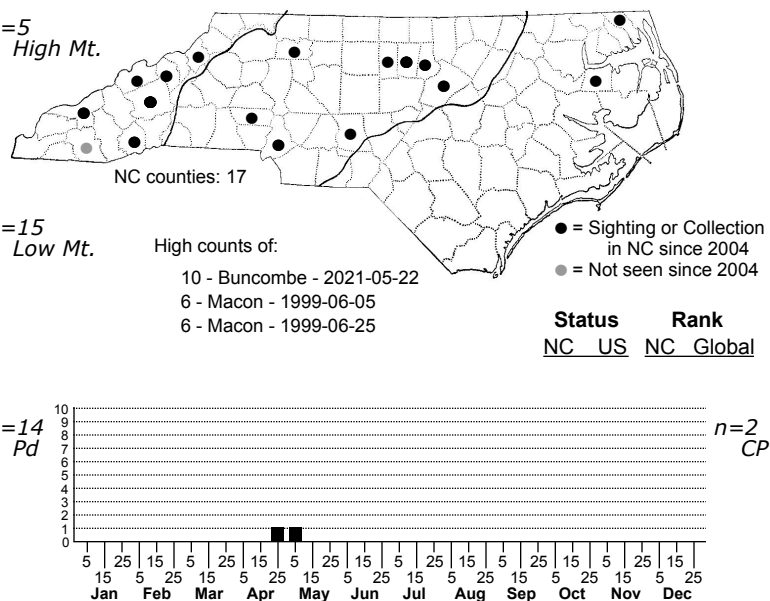 =5
High Mt.
NC counties: 17
=15
Low Mt.
High counts of:
10 - Buncombe - 2021-05-22
6 - Macon - 1999-06-05
6 - Macon - 1999-06-25
● = Sighting or Collection
in NC since 2004
● = Not seen since 2004
Status Rank
NC US NC Global
=14
Pd
n=2
CP
10
9
8
7
6
5
4
3
2
1
0
5 25 15 5 25 15 5 25 15 5 25 15 5 25 15 5 25 15
15 5 25 15 5 25 15 5 25 15 5 25 15 5 25 15 5 25
Jan Feb Mar Apr May Jun Jul Aug Sep Oct Nov Dec